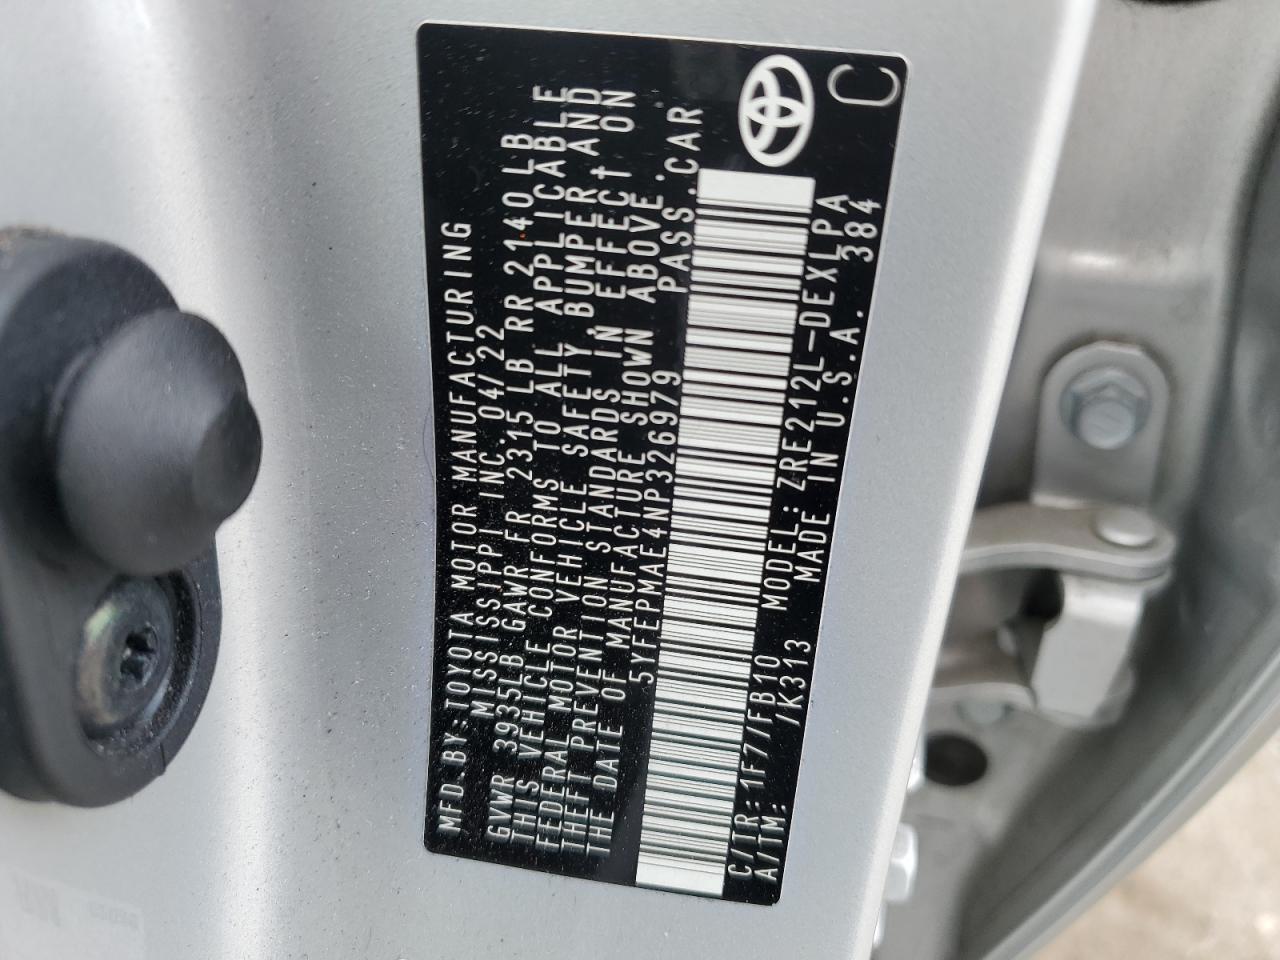 MFD.BY:TOYOTA MOTOR MANUFACTURING
MISSISSIPPI INC. 04/22
GVWR 3935LB GAWR FR 2315 LB RR 2140LB
THIS VEHICLE CONFORMS TO ALL APPLICABLE
FEDERAL MOTOR VEHICLE SAFETY, BUMPER AND
THEFT PREVENTION STANDARDS IN EFFECT ON
THE DATE OF MANUFACTURE SHOWN ABOVE.
5YFEPMAE4NP326979 PASS.CAR
C/TR: 1F7/FB10 MODEL: ZRE212L-DEXLPA
A/TM: /K313 MADE IN U.S.A. 384
C